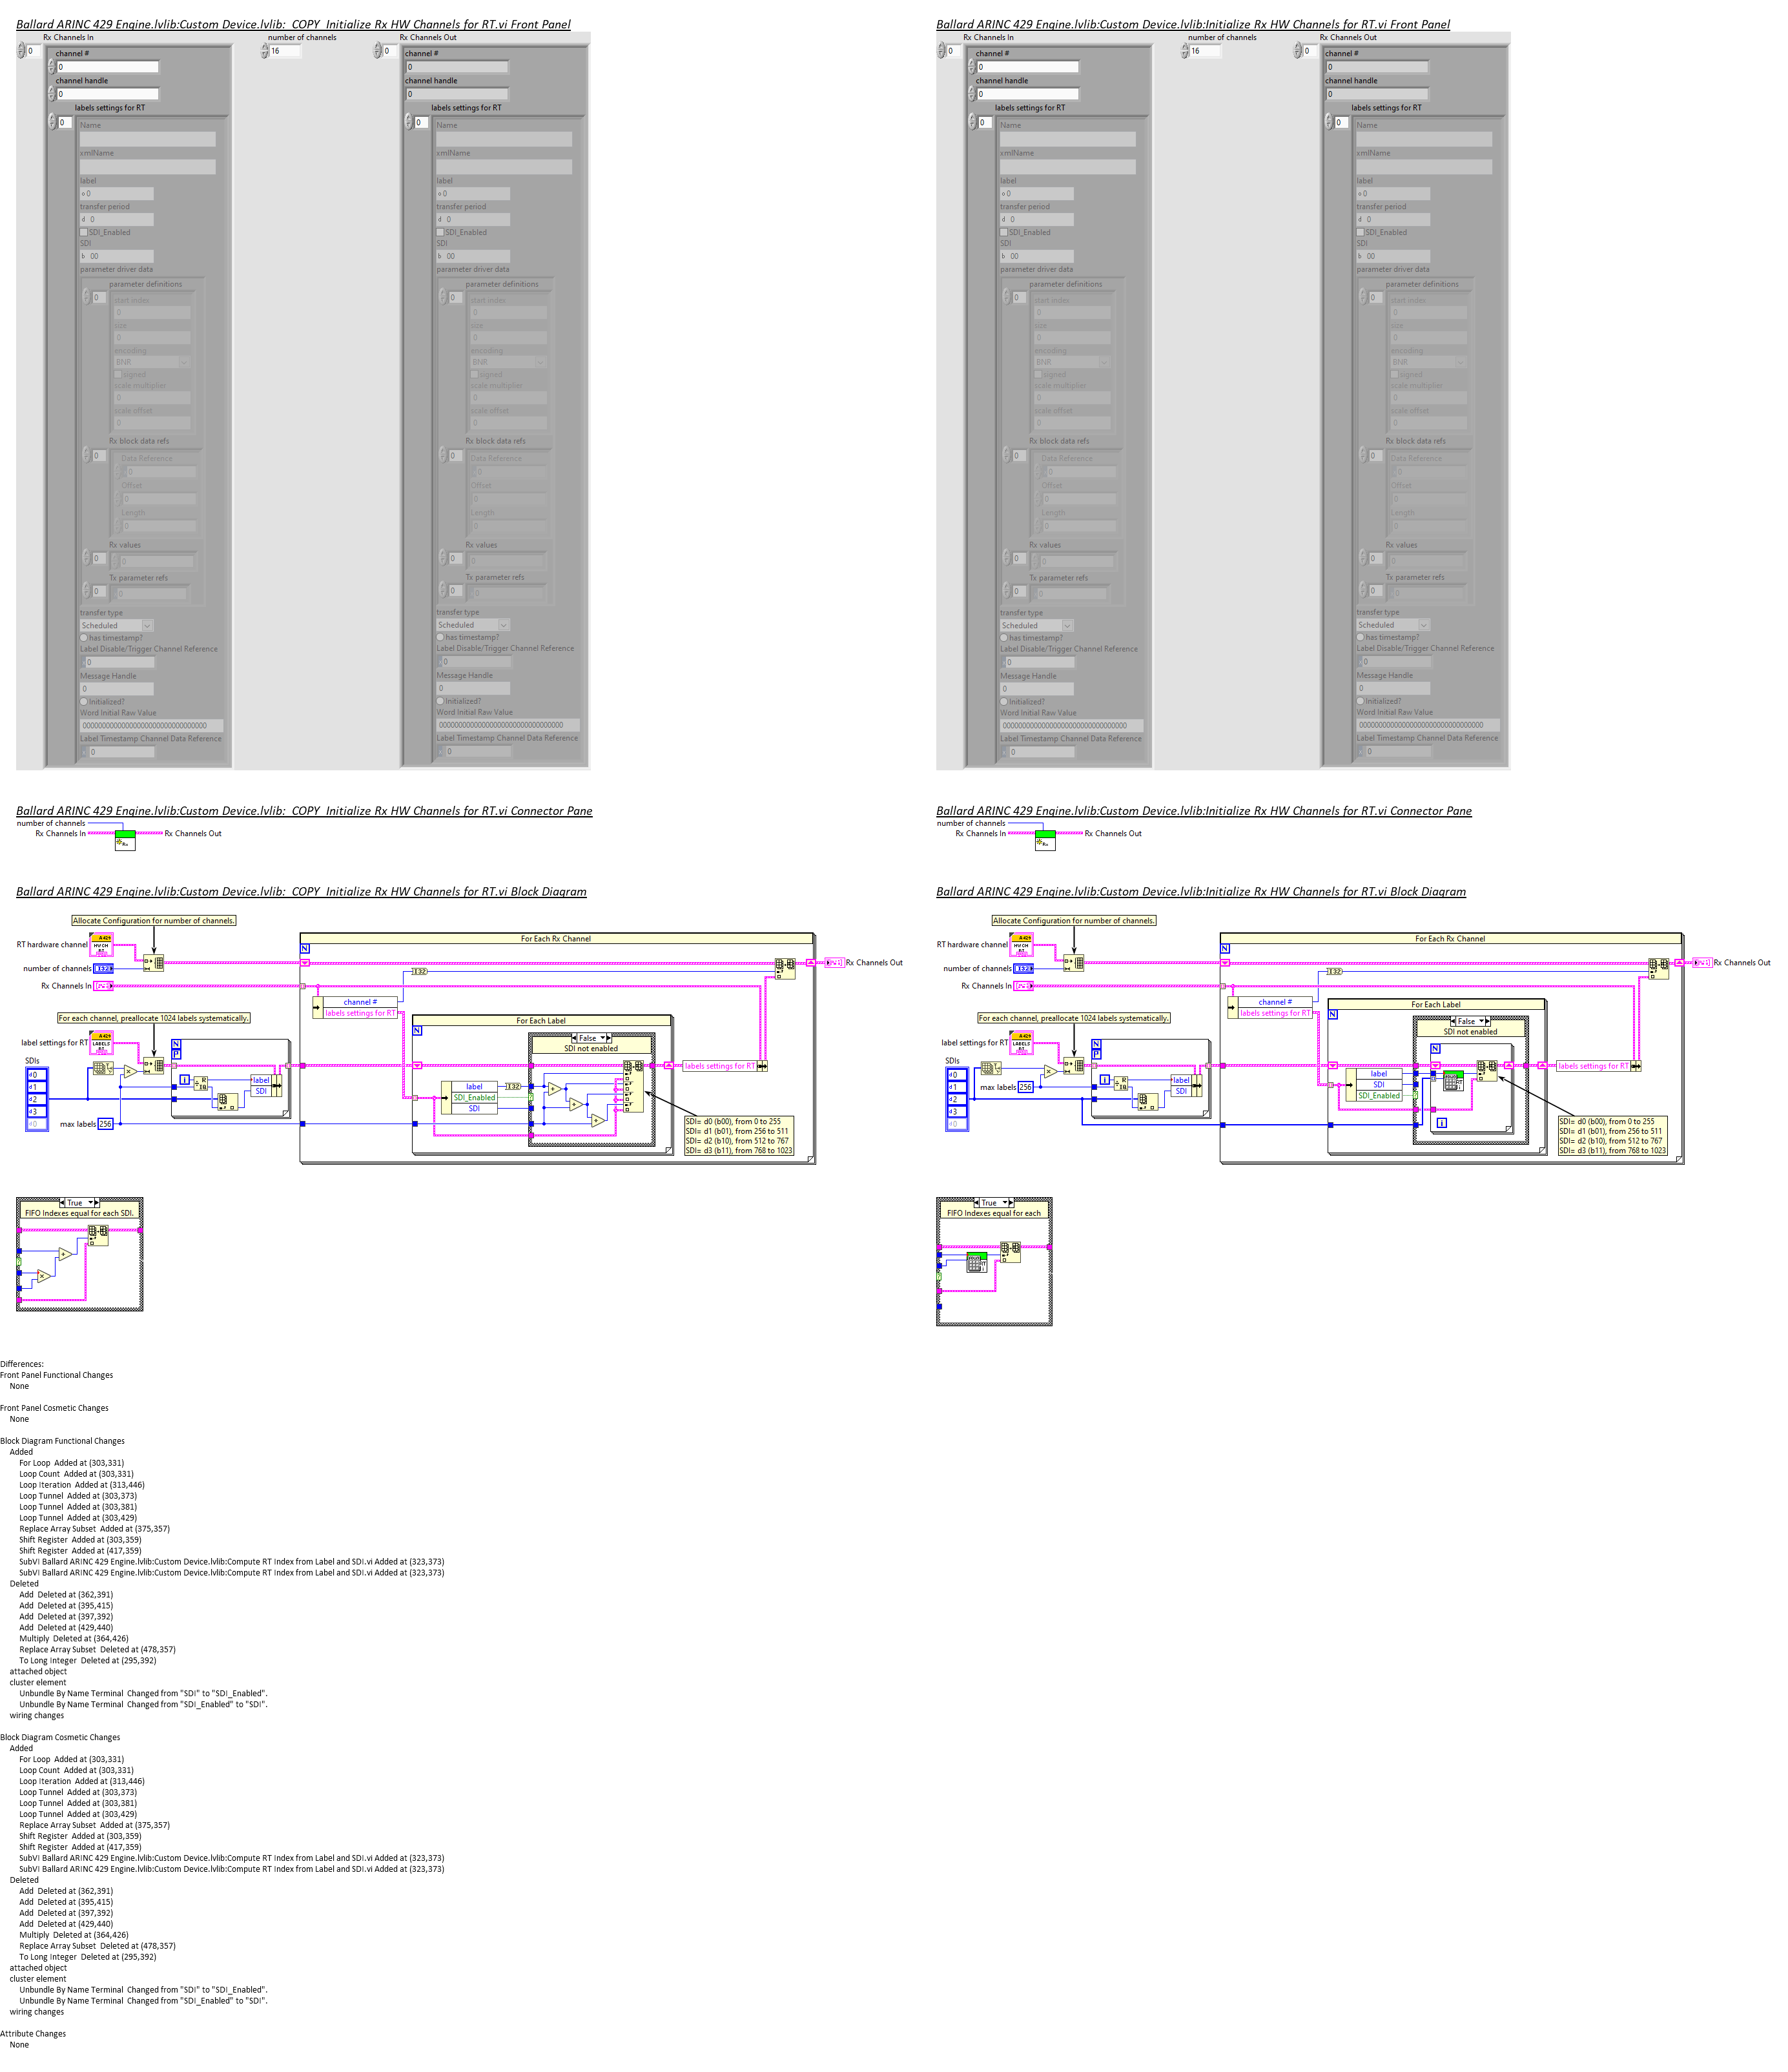 Ballard ARINC 429 Engine.lvlib:Custom Device.lvlib:_COPY_Initialize Rx HW Channels for RT.vi Front Panel
Rx Channels In
number of channels
Rx Channels Out
0
16
0
channel #
0
channel handle
0
labels settings for RT
0
Name
xmlName
label
o 0
transfer period
d 0
SDI_Enabled
SDI
b 00
parameter driver data
parameter definitions
0
start index
0
size
0
encoding
BNR
signed
scale multiplier
0
scale offset
0
Rx block data refs
0
Data Reference
0
Offset
0
Length
0
Rx values
0
0
Tx parameter refs
0
0
transfer type
Scheduled
has timestamp?
Label Disable/Trigger Channel Reference
0
Message Handle
0
Initialized?
Word Initial Raw Value
00000000000000000000000000000000
Label Timestamp Channel Data Reference
0
channel #
0
channel handle
0
labels settings for RT
0
Name
xmlName
label
o 0
transfer period
d 0
SDI_Enabled
SDI
b 00
parameter driver data
parameter definitions
0
start index
0
size
0
encoding
BNR
signed
scale multiplier
0
scale offset
0
Rx block data refs
0
Data Reference
0
Offset
0
Length
0
Rx values
0
0
Tx parameter refs
0
0
transfer type
Scheduled
has timestamp?
Label Disable/Trigger Channel Reference
0
Message Handle
0
Initialized?
Word Initial Raw Value
00000000000000000000000000000000
Label Timestamp Channel Data Reference
0
Ballard ARINC 429 Engine.lvlib:Custom Device.lvlib:Initialize Rx HW Channels for RT.vi Front Panel
Rx Channels In
number of channels
Rx Channels Out
0
16
0
channel #
0
channel handle
0
labels settings for RT
0
Name
xmlName
label
o 0
transfer period
d 0
SDI_Enabled
SDI
b 00
parameter driver data
parameter definitions
0
start index
0
size
0
encoding
BNR
signed
scale multiplier
0
scale offset
0
Rx block data refs
0
Data Reference
0
Offset
0
Length
0
Rx values
0
0
Tx parameter refs
0
0
transfer type
Scheduled
has timestamp?
Label Disable/Trigger Channel Reference
0
Message Handle
0
Initialized?
Word Initial Raw Value
00000000000000000000000000000000
Label Timestamp Channel Data Reference
0
channel #
0
channel handle
0
labels settings for RT
0
Name
xmlName
label
o 0
transfer period
d 0
SDI_Enabled
SDI
b 00
parameter driver data
parameter definitions
0
start index
0
size
0
encoding
BNR
signed
scale multiplier
0
scale offset
0
Rx block data refs
0
Data Reference
0
Offset
0
Length
0
Rx values
0
0
Tx parameter refs
0
0
transfer type
Scheduled
has timestamp?
Label Disable/Trigger Channel Reference
0
Message Handle
0
Initialized?
Word Initial Raw Value
00000000000000000000000000000000
Label Timestamp Channel Data Reference
0
Ballard ARINC 429 Engine.lvlib:Custom Device.lvlib:_COPY_Initialize Rx HW Channels for RT.vi Connector Pane
number of channels
Rx Channels In
Rx Channels Out
Rx
Ballard ARINC 429 Engine.lvlib:Custom Device.lvlib:Initialize Rx HW Channels for RT.vi Connector Pane
number of channels
Rx Channels In
Rx Channels Out
Rx
Ballard ARINC 429 Engine.lvlib:Custom Device.lvlib:_COPY_Initialize Rx HW Channels for RT.vi Block Diagram
Allocate Configuration for number of channels.
RT hardware channel
A-429
HW CH
RT
number of channels
I32
Rx Channels In
For Each Rx Channel
N
I32
Rx Channels Out
channel #
labels settings for RT
For each channel, preallocate 1024 labels systematically.
label settings for RT
A-429
LABELS
RT
SDIs
d 0
d 1
d 2
d 3
d 0
max labels
256
N
P
i
R
IQ
label
SDI
For Each Label
N
False
SDI not enabled
label
SDI_Enabled
SDI
I32
labels settings for RT
SDI= d0 (b00), from 0 to 255
SDI= d1 (b01), from 256 to 511
SDI= d2 (b10), from 512 to 767
SDI= d3 (b11), from 768 to 1023
True
FIFO Indexes equal for each SDI.
Ballard ARINC 429 Engine.lvlib:Custom Device.lvlib:Initialize Rx HW Channels for RT.vi Block Diagram
Allocate Configuration for number of channels.
RT hardware channel
A-429
HW CH
RT
number of channels
I32
Rx Channels In
For Each Rx Channel
N
I32
Rx Channels Out
channel #
labels settings for RT
For each channel, preallocate 1024 labels systematically.
label settings for RT
A-429
LABELS
RT
SDIs
d 0
d 1
d 2
d 3
d 0
max labels
256
N
P
i
R
IQ
label
SDI
For Each Label
N
False
SDI not enabled
N
label
SDI
SDI_Enabled
i
labels settings for RT
SDI= d0 (b00), from 0 to 255
SDI= d1 (b01), from 256 to 511
SDI= d2 (b10), from 512 to 767
SDI= d3 (b11), from 768 to 1023
True
FIFO Indexes equal for each
Differences:
Front Panel Functional Changes
None
Front Panel Cosmetic Changes
None
Block Diagram Functional Changes
Added
For Loop Added at (303,331)
Loop Count Added at (303,331)
Loop Iteration Added at (313,446)
Loop Tunnel Added at (303,373)
Loop Tunnel Added at (303,381)
Loop Tunnel Added at (303,429)
Replace Array Subset Added at (375,357)
Shift Register Added at (303,359)
Shift Register Added at (417,359)
SubVI Ballard ARINC 429 Engine.lvlib:Custom Device.lvlib:Compute RT Index from Label and SDI.vi Added at (323,373)
SubVI Ballard ARINC 429 Engine.lvlib:Custom Device.lvlib:Compute RT Index from Label and SDI.vi Added at (323,373)
Deleted
Add Deleted at (362,391)
Add Deleted at (395,415)
Add Deleted at (397,392)
Add Deleted at (429,440)
Multiply Deleted at (364,426)
Replace Array Subset Deleted at (478,357)
To Long Integer Deleted at (295,392)
attached object
cluster element
Unbundle By Name Terminal Changed from "SDI" to "SDI_Enabled".
Unbundle By Name Terminal Changed from "SDI_Enabled" to "SDI".
wiring changes
Block Diagram Cosmetic Changes
Added
For Loop Added at (303,331)
Loop Count Added at (303,331)
Loop Iteration Added at (313,446)
Loop Tunnel Added at (303,373)
Loop Tunnel Added at (303,381)
Loop Tunnel Added at (303,429)
Replace Array Subset Added at (375,357)
Shift Register Added at (303,359)
Shift Register Added at (417,359)
SubVI Ballard ARINC 429 Engine.lvlib:Custom Device.lvlib:Compute RT Index from Label and SDI.vi Added at (323,373)
SubVI Ballard ARINC 429 Engine.lvlib:Custom Device.lvlib:Compute RT Index from Label and SDI.vi Added at (323,373)
Deleted
Add Deleted at (362,391)
Add Deleted at (395,415)
Add Deleted at (397,392)
Add Deleted at (429,440)
Multiply Deleted at (364,426)
Replace Array Subset Deleted at (478,357)
To Long Integer Deleted at (295,392)
attached object
cluster element
Unbundle By Name Terminal Changed from "SDI" to "SDI_Enabled".
Unbundle By Name Terminal Changed from "SDI_Enabled" to "SDI".
wiring changes
Attribute Changes
None